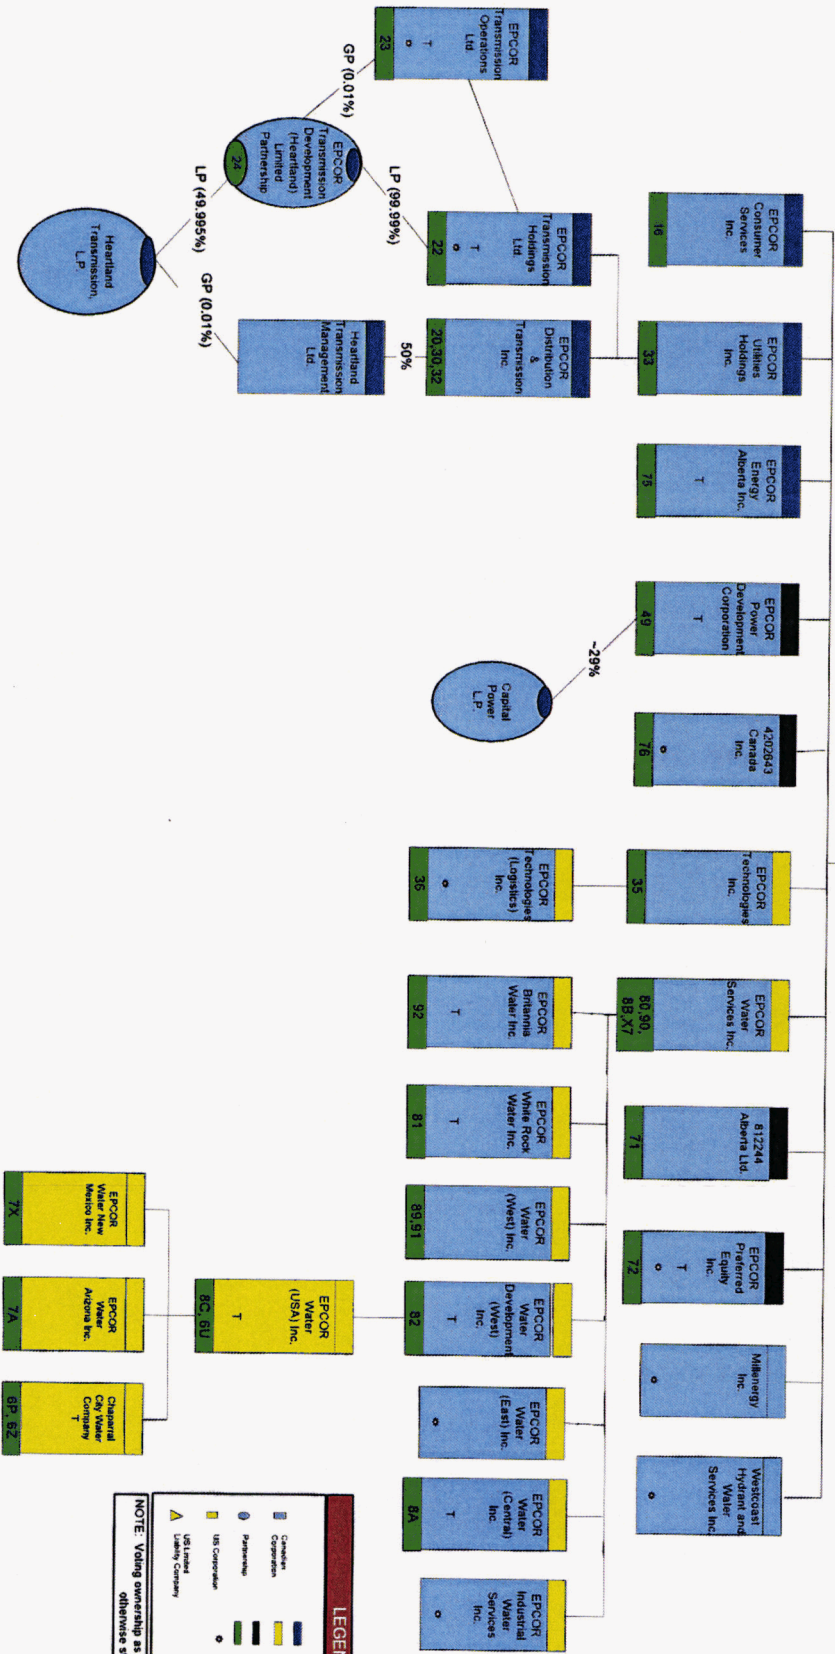 EPCOR
Consumer
Services
Inc.
16
EPCOR
Utilities
Holdings
Inc.
33
EPCOR
Energy
Alberta Inc.
T
75
EPCOR
Power
Development
Corporation
T
49
4202643
Canada
Inc.
76
EPCOR
Technologies
Inc.
35
EPCOR
Water
Services Inc.
80,90,
8B,X7
812244
Alberta Ltd.
71
EPCOR
Preferred
Equity
Inc.
T
72
Millenergy
Inc.
Westcoast
Hydrant and
Water
Services Inc.
EPCOR
Transmission
Operations
Ltd.
T
23
EPCOR
Transmission
Holdings
Ltd.
T
22
EPCOR
Distribution
&
Transmission
Inc.
20,30,32
~29%
Capital
Power
L.P.
EPCOR
Technologies
(Logistics)
Inc.
36
EPCOR
Britannia
Water Inc.
T
92
EPCOR
White Rock
Water Inc.
T
81
EPCOR
Water
(West) Inc.
89,91
EPCOR
Water
Development
(West)
Inc.
T
82
EPCOR
Water
(East) Inc.
EPCOR
Water
(Central)
Inc.
T
8A
EPCOR
Industrial
Water
Services
Inc.
GP (0.01%)
LP (99.99%)
50%
EPCOR
Transmission
Development
(Heartland)
Limited
Partnership
24
Heartland
Transmission
Management
Ltd.
LP (49.995%)
GP (0.01%)
Heartland
Transmission,
L.P.
EPCOR
Water
(USA) Inc.
T
8C, 6U
EPCOR
Water New
Mexico Inc.
7X
EPCOR
Water
Arizona Inc.
7A
Chaparral
City Water
Company
T
6P, 6Z
LEGEN
Canadian
Corporation
Partnership
US Corporation
US Limited
Liability Company
NOTE: Voting ownership as
otherwise s